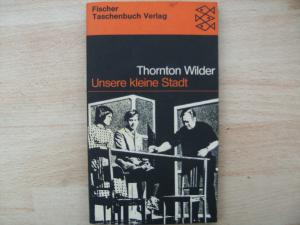 Fischer
Taschenbuch Verlag
Thornton Wilder
Unsere kleine Stadt